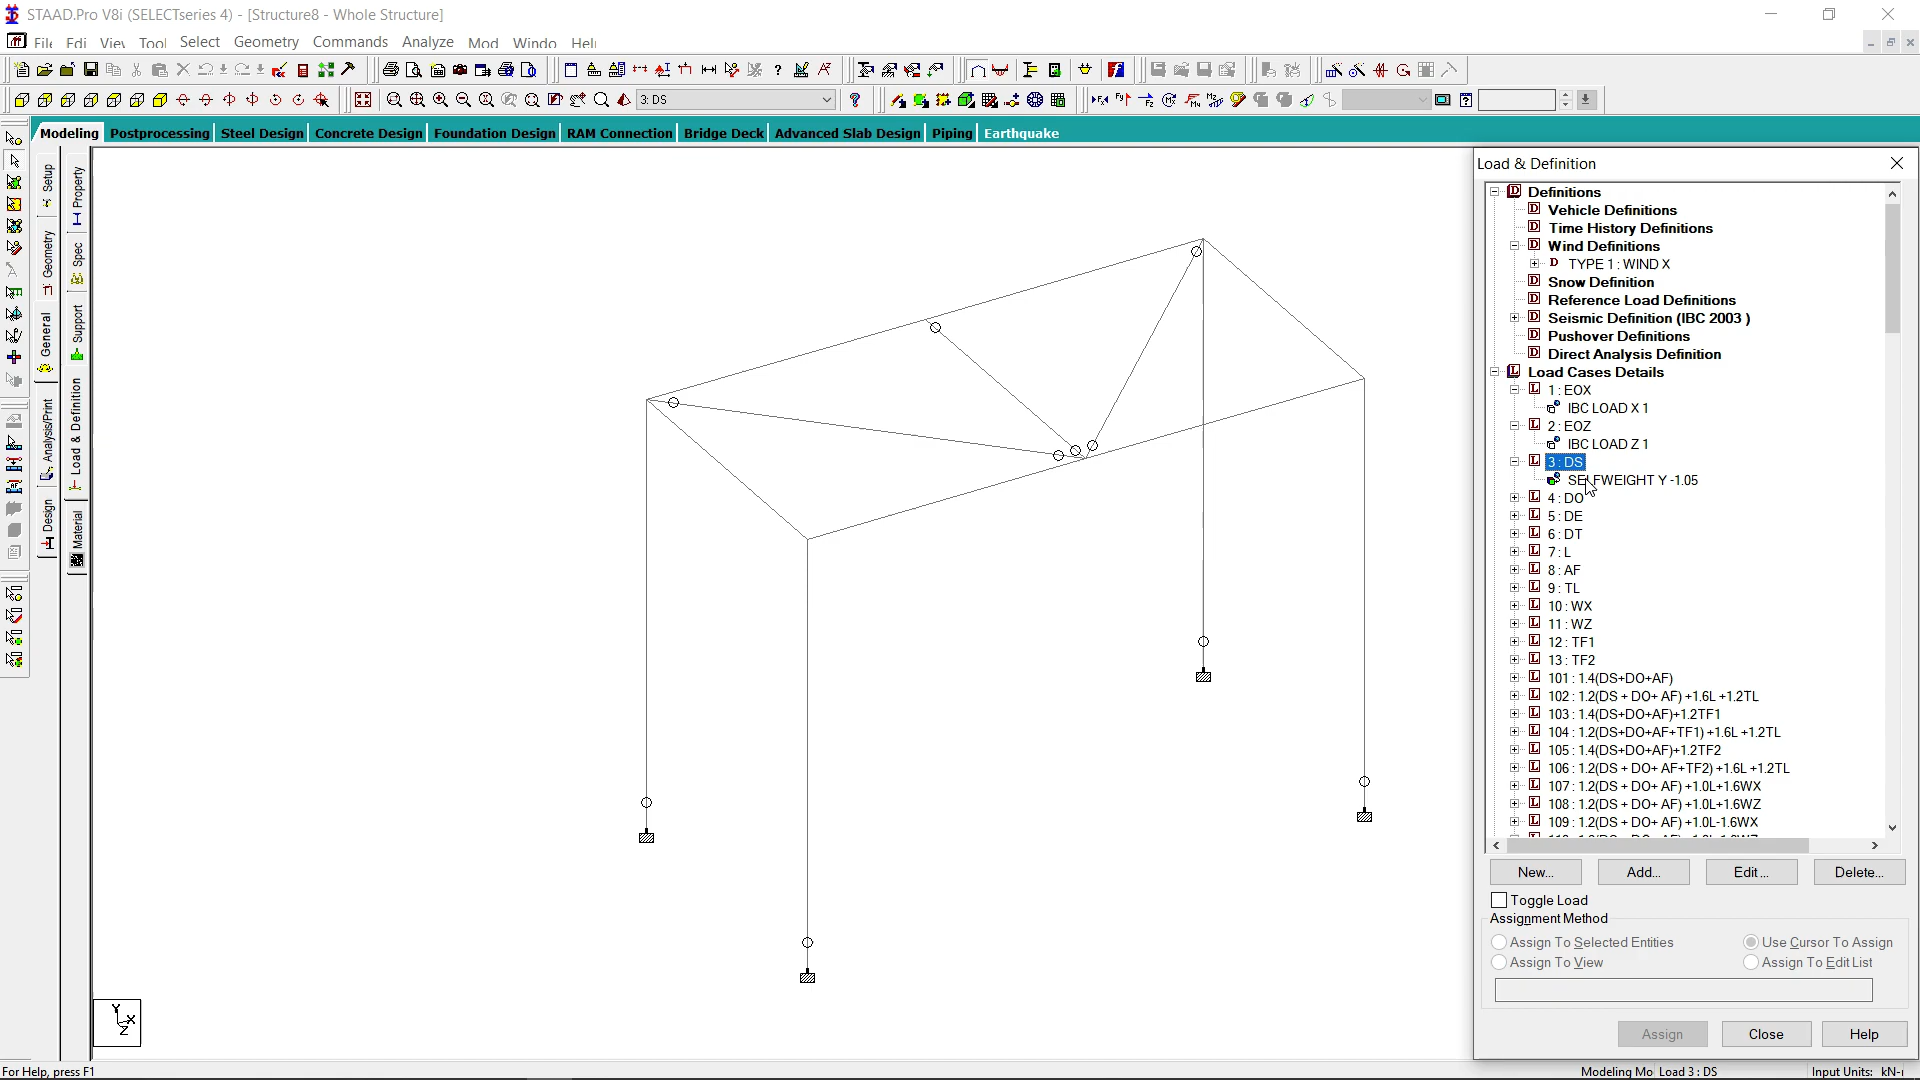 STAAD.Pro V8i (SELECTseries 4) - [Structure8 - Whole Structure]
File Edi Viev Tool Select Geometry Commands Analyze Mod Windo Help
3: DS
Modeling Postprocessing Steel Design Concrete Design Foundation Design RAM Connection Bridge Deck Advanced Slab Design Piping Earthquake
Setup
Geometry
General
Analysis/Print
Design
Property
Spec
Support
Load & Definition
Material
Load & Definition
Definitions
Vehicle Definitions
Time History Definitions
Wind Definitions
TYPE 1 : WIND X
Snow Definition
Reference Load Definitions
Seismic Definition (IBC 2003 )
Pushover Definitions
Direct Analysis Definition
Load Cases Details
1 : EOX
IBC LOAD X 1
2 : EOZ
IBC LOAD Z 1
3 : DS
SELFWEIGHT Y -1.05
4 : DO
5 : DE
6 : DT
7 : L
8 : AF
9 : TL
10 : WX
11 : WZ
12 : TF1
13 : TF2
101 : 1.4(DS+DO+AF)
102 : 1.2(DS + DO+ AF) +1.6L +1.2TL
103 : 1.4(DS+DO+AF)+1.2TF1
104 : 1.2(DS+DO+AF+TF1) +1.6L +1.2TL
105 : 1.4(DS+DO+AF)+1.2TF2
106 : 1.2(DS + DO+ AF+TF2) +1.6L +1.2TL
107 : 1.2(DS + DO+ AF) +1.0L+1.6WX
108 : 1.2(DS + DO+ AF) +1.0L+1.6WZ
109 : 1.2(DS + DO+ AF) +1.0L-1.6WX
New... Add... Edit... Delete...
Toggle Load
Assignment Method
Assign To Selected Entities Use Cursor To Assign
Assign To View Assign To Edit List
Assign Close Help
Y
X
Z
For Help, press F1 Modeling Mo Load 3 : DS Input Units: kN-